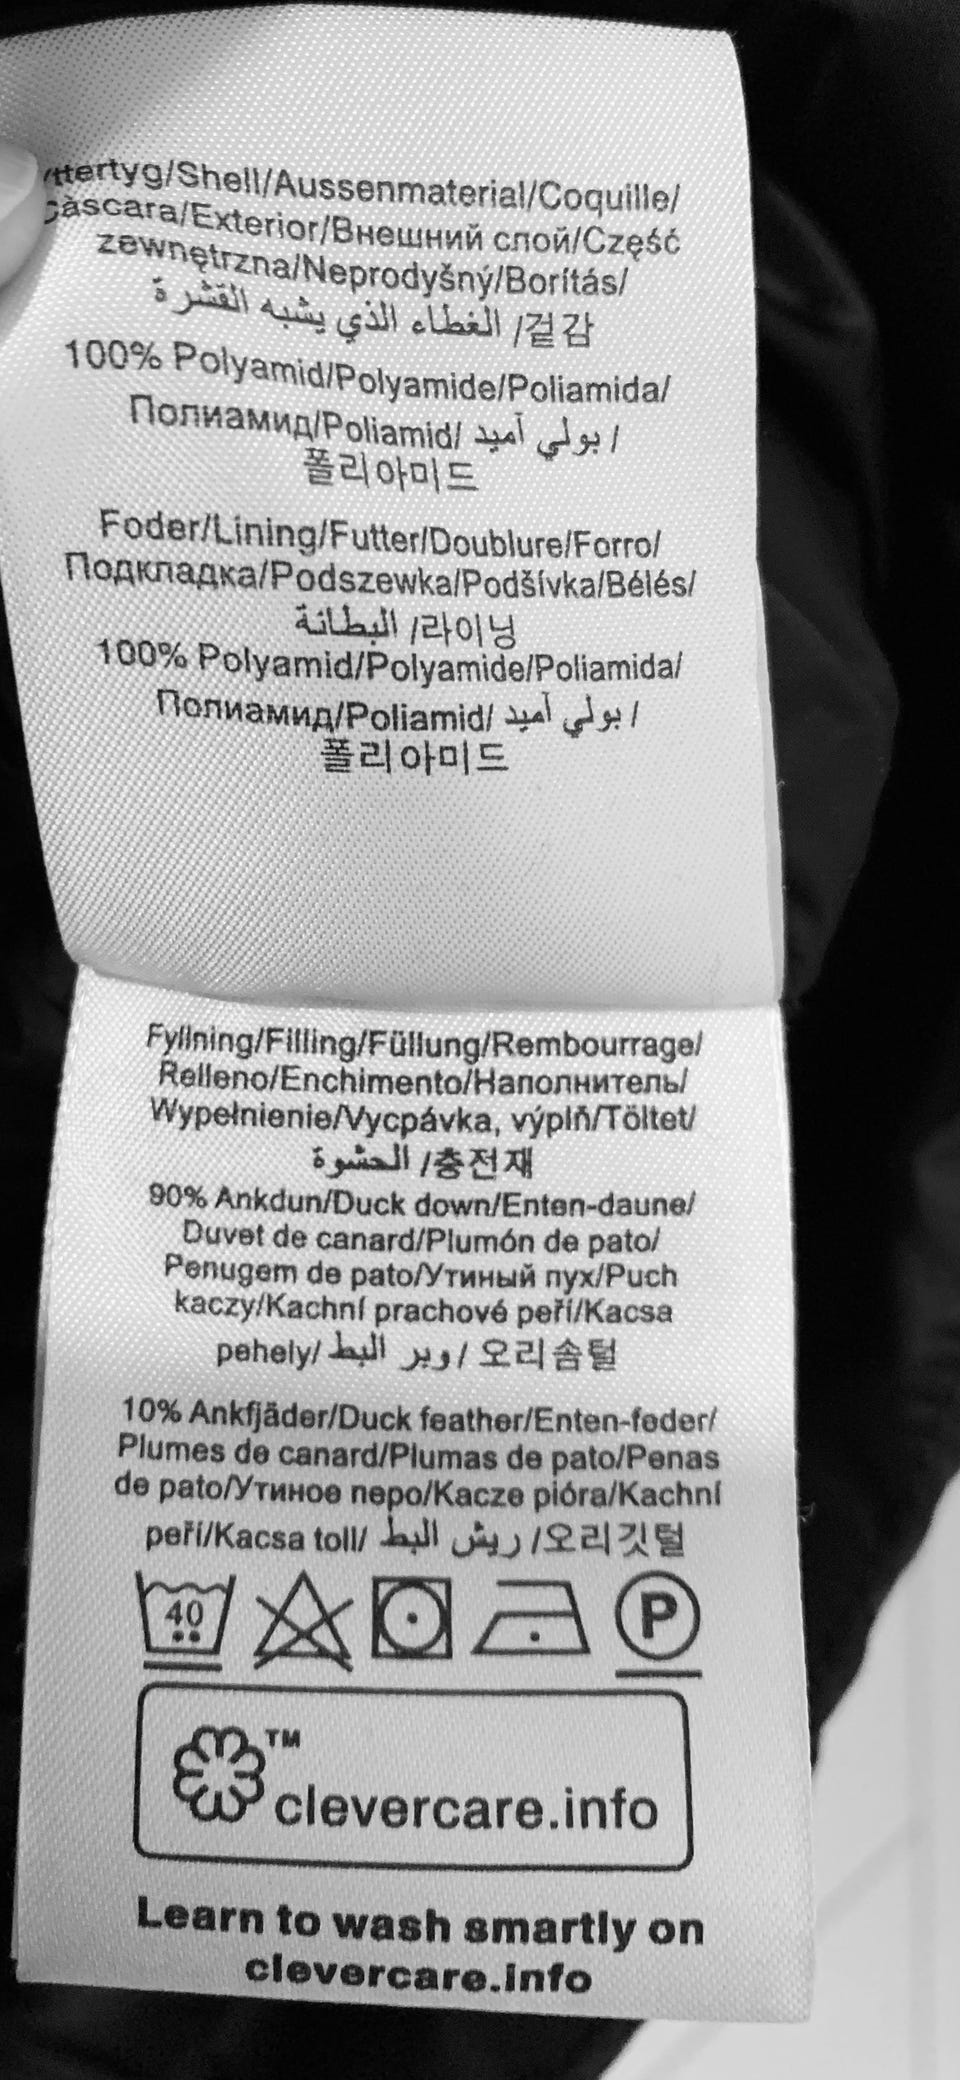 /Shell/Aussenmaterial/Coquille/
Càscara/Exterior/Внешний слой/Część
zewnętrzna/Neprodyšný/Borítás/
الغطاء الذي يشبه القشرة /겉감
100% Polyamid/Polyamide/Poliamida/
Полиамид/Poliamid/ بولي آميد /
폴리아미드
Foder/Lining/Futter/Doublure/Forro/
Подкладка/Podszewka/Podšívka/Bélés/
البطانة /라이닝
100% Polyamid/Polyamide/Poliamida/
Полиамид/Poliamid/ بولي آميد /
폴리아미드
Fyllning/Filling/Füllung/Rembourrage/
Relleno/Enchimento/Наполнитель/
Wypełnienie/Vycpávka, výplň/Töltet/
الحشوة /충전재
90% Ankdun/Duck down/Enten-daune/
Duvet de canard/Plumón de pato/
Penugem de pato/Утиный пух/Puch
kaczy/Kachní prachové peří/Kacsa
pehely/ وبر البط / 오리솜털
10% Ankfjäder/Duck feather/Enten-feder/
Plumes de canard/Plumas de pato/Penas
de pato/Утиное перо/Kacze pióra/Kachní
peří/Kacsa toll/ ريش البط /오리깃털
40 P
TM
clevercare.info
Learn to wash smartly on
clevercare.info